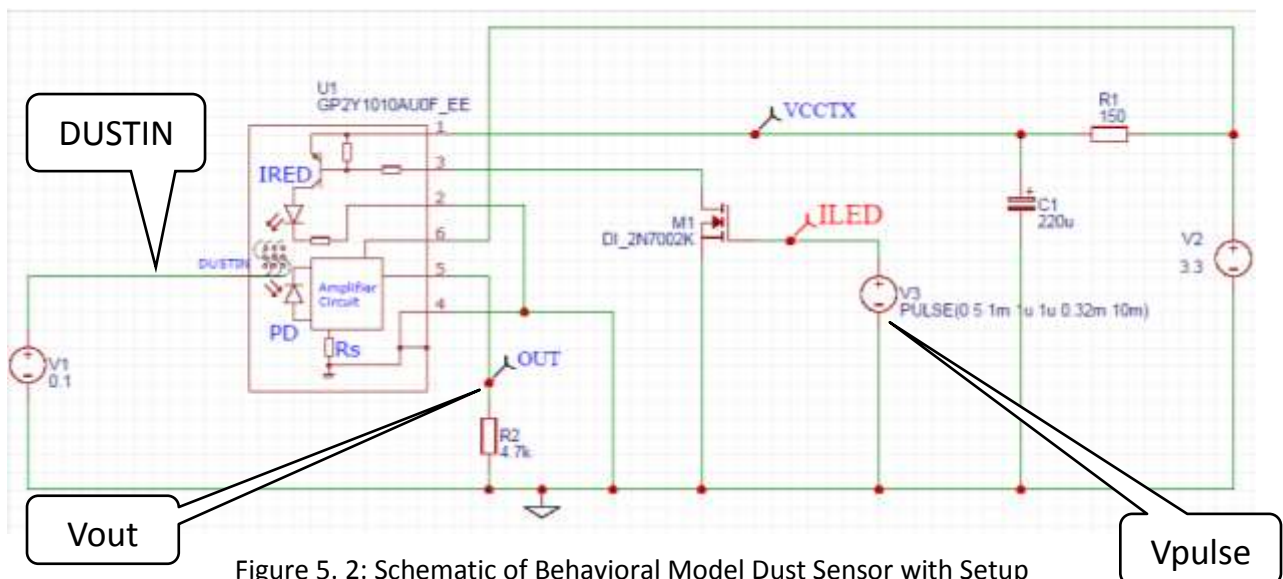 U1
GP2Y1010AU0F_EE
DUSTIN
VCCTX
R1
150
1
IRED
3
ILED
2
M1
DI_2N7002K
C1
220u
6
V2
3.3
DUSTIN
5
Amplifier
Circuit
V3
PULSE(0 5 1m 1u 1u 0.32m 10m)
4
PD
Rs
OUT
V1
0.1
R2
4.7k
Vout
Vpulse
Figure 5. 2: Schematic of Behavioral Model Dust Sensor with Setup